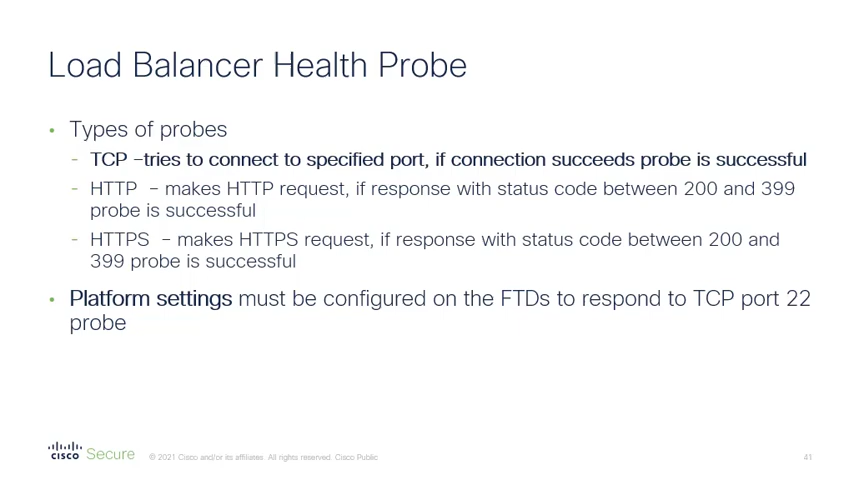 Load Balancer Health Probe
• Types of probes
- TCP –tries to connect to specified port, if connection succeeds probe is successful
- HTTP – makes HTTP request, if response with status code between 200 and 399
probe is successful
- HTTPS – makes HTTPS request, if response with status code between 200 and
399 probe is successful
• Platform settings must be configured on the FTDs to respond to TCP port 22
probe
cisco Secure © 2021 Cisco and/or its affiliates. All rights reserved. Cisco Public 41